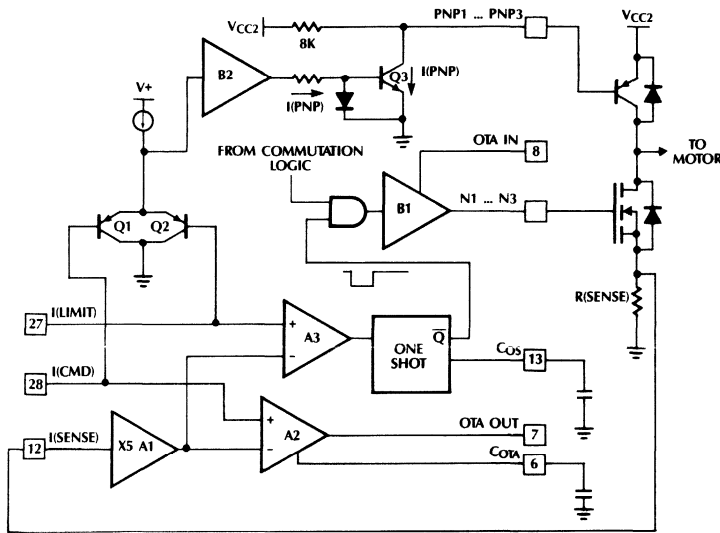 VCC2
8K
PNP1 ... PNP3
VCC2
B2
Q3
I(PNP)
I(PNP)
V+
FROM COMMUTATION
LOGIC
OTA IN
8
TO
MOTOR
B1
N1 ... N3
Q1
Q2
R(SENSE)
27
I(LIMIT)
A3
ONE
SHOT
Q̅
COS
13
28
I(CMD)
12
I(SENSE)
X5 A1
A2
OTA OUT
7
COTA
6
+
−
+
−